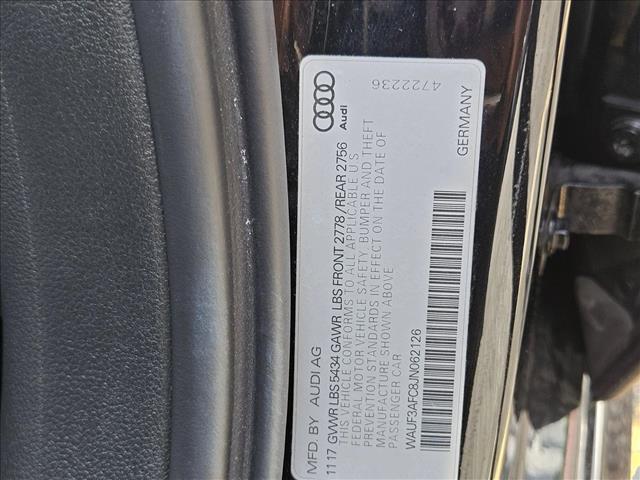 MFD. BY AUDI AG
1117 GVWR LBS 5434 GAWR LBS FRONT 2778 / REAR 2756
THIS VEHICLE CONFORMS TO ALL APPLICABLE U S
FEDERAL MOTOR VEHICLE SAFETY, BUMPER AND THEFT
PREVENTION STANDARDS IN EFFECT ON THE DATE OF
MANUFACTURE SHOWN ABOVE
PASSENGER CAR
WAUF3AFC8JN062126
Audi
4722236
GERMANY